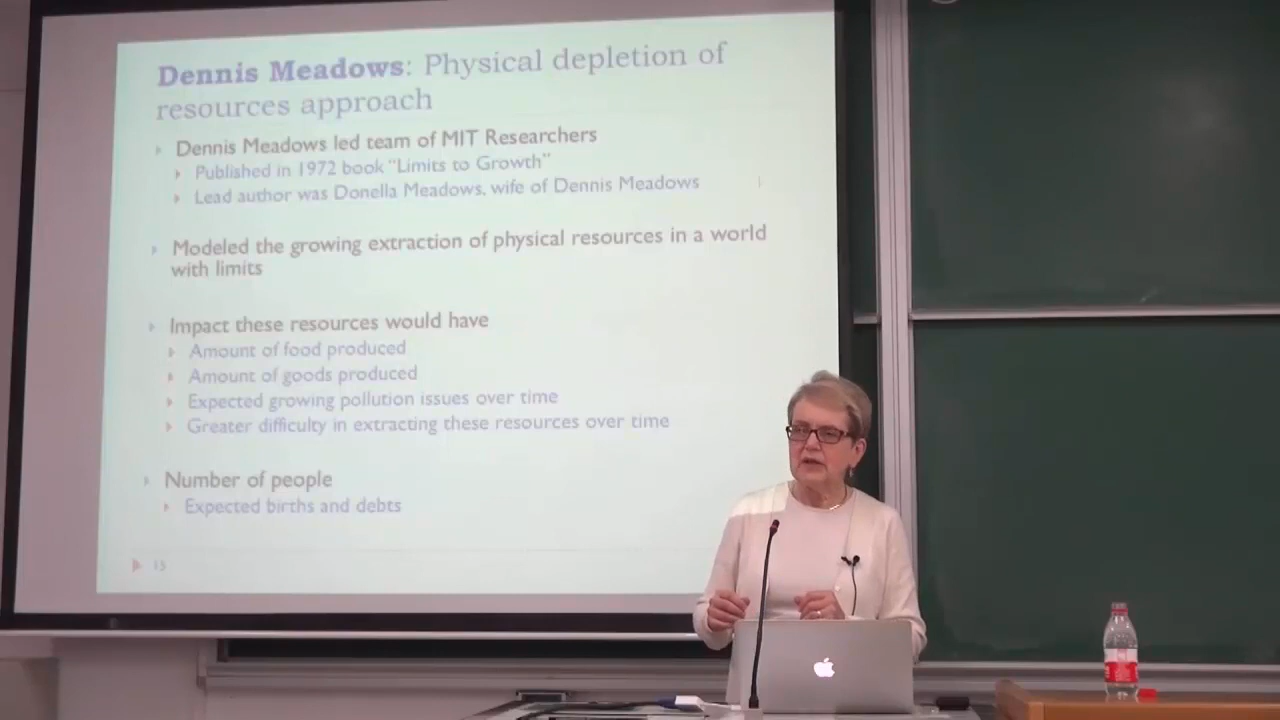 Dennis Meadows: Physical depletion of
resources approach
Dennis Meadows led team of MIT Researchers
Published in 1972 book “Limits to Growth”
Lead author was Donella Meadows, wife of Dennis Meadows
Modeled the growing extraction of physical resources in a world
with limits
Impact these resources would have
Amount of food produced
Amount of goods produced
Expected growing pollution issues over time
Greater difficulty in extracting these resources over time
Number of people
Expected births and debts
15